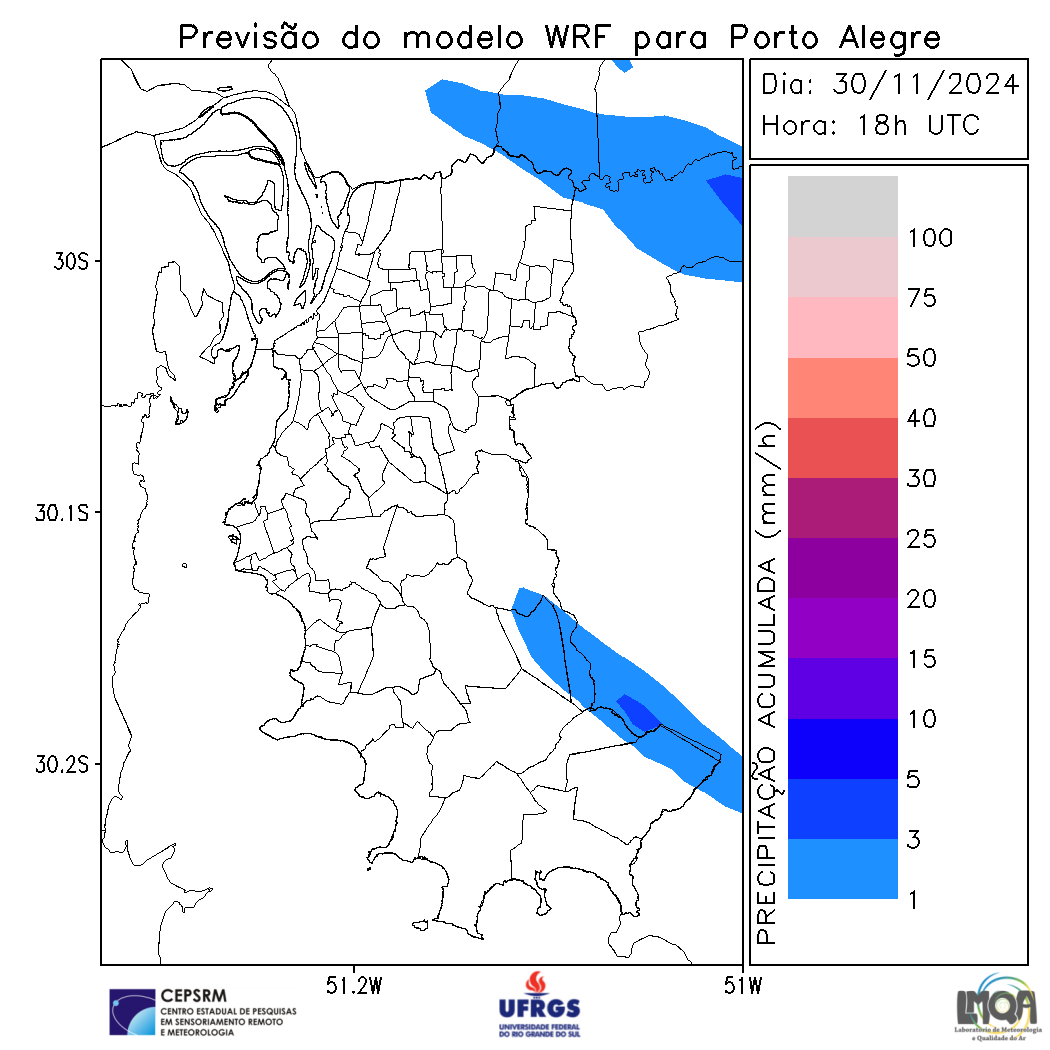 Previsão do modelo WRF para Porto Alegre
Dia: 30/11/2024
Hora: 18h UTC
30S
30.1S
30.2S
51.2W
51W
PRECIPITAÇÃO ACUMULADA (mm/h)
100
75
50
40
30
25
20
15
10
5
3
1
CEPSRM
CENTRO ESTADUAL DE PESQUISAS
EM SENSORIAMENTO REMOTO
E METEOROLOGIA
UFRGS
UNIVERSIDADE FEDERAL
DO RIO GRANDE DO SUL
LMQA
Laboratório de Meteorologia
e Qualidade do Ar